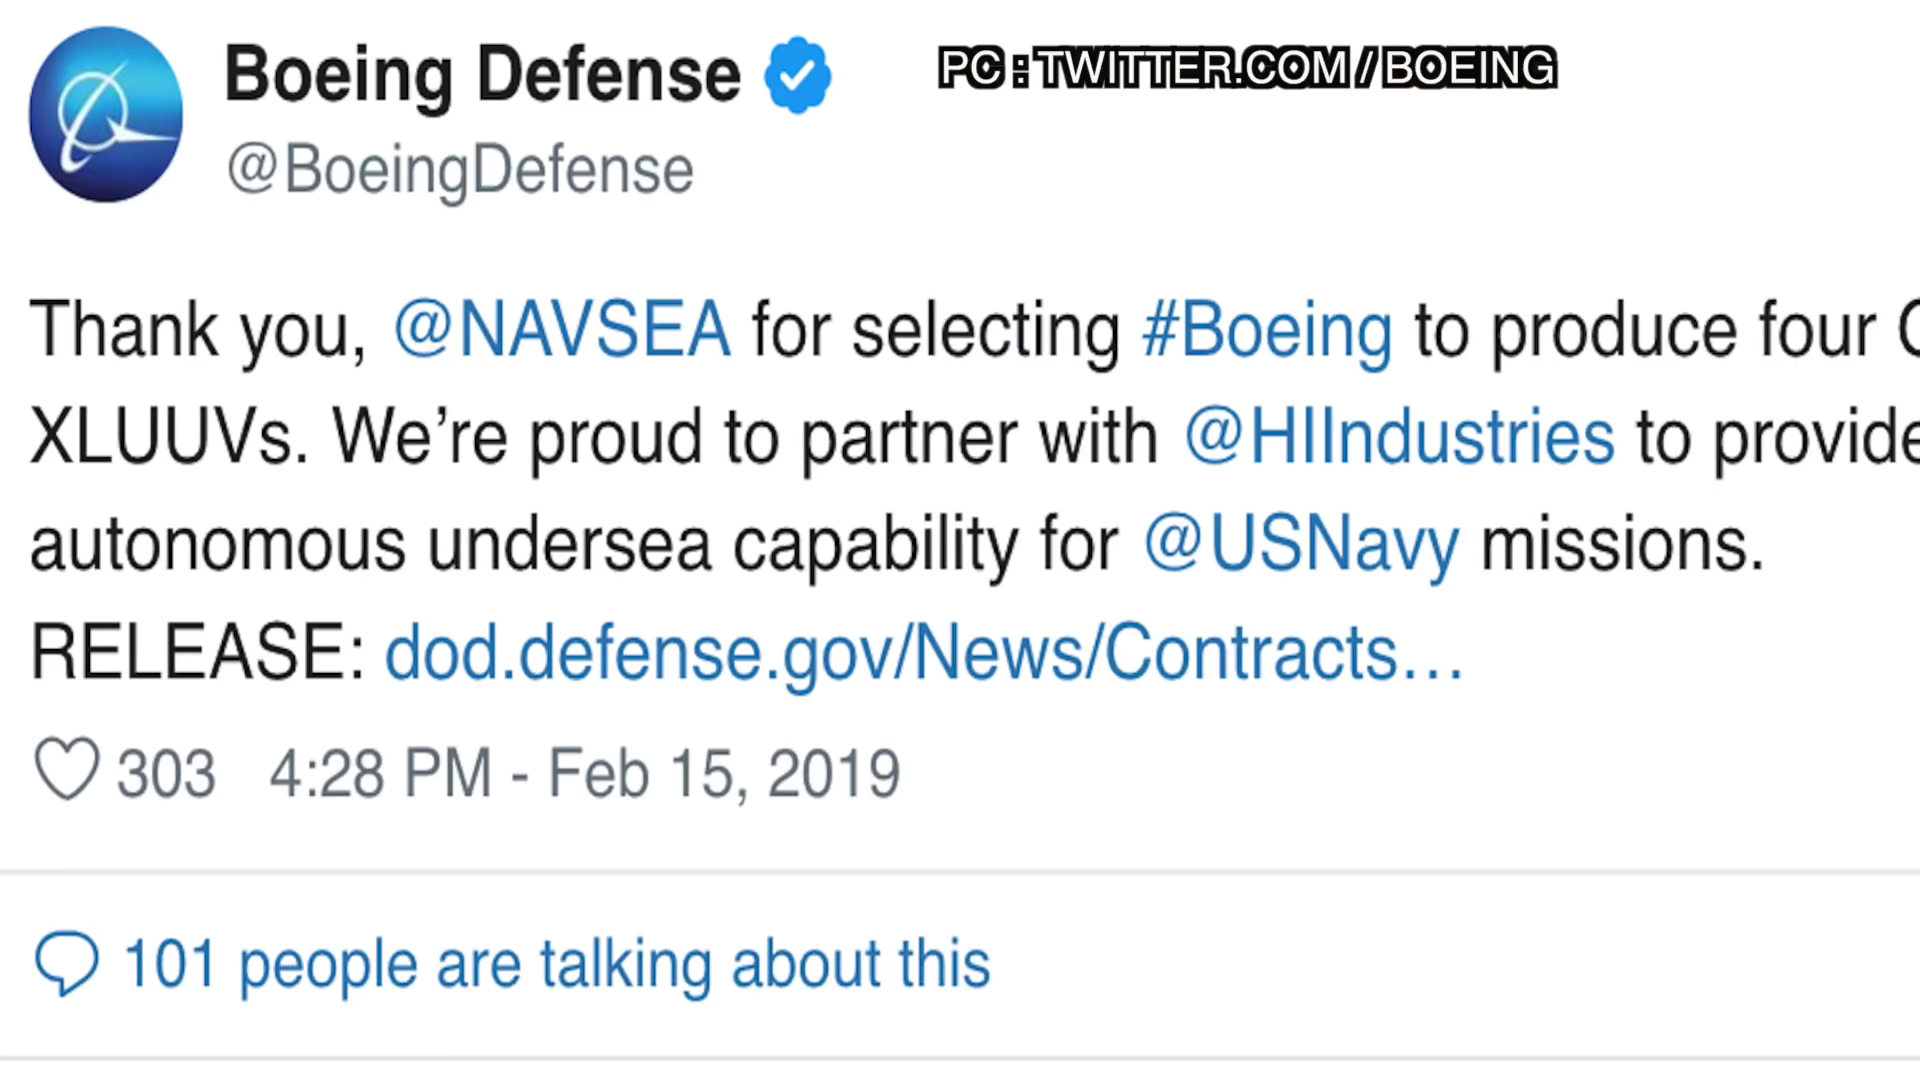 Boeing Defense
PC : TWITTER.COM / BOEING
@BoeingDefense
Thank you, @NAVSEA for selecting #Boeing to produce four
XLUUVs. We’re proud to partner with @HIIndustries to provide
autonomous undersea capability for @USNavy missions.
RELEASE: dod.defense.gov/News/Contracts…
303 4:28 PM - Feb 15, 2019
101 people are talking about this